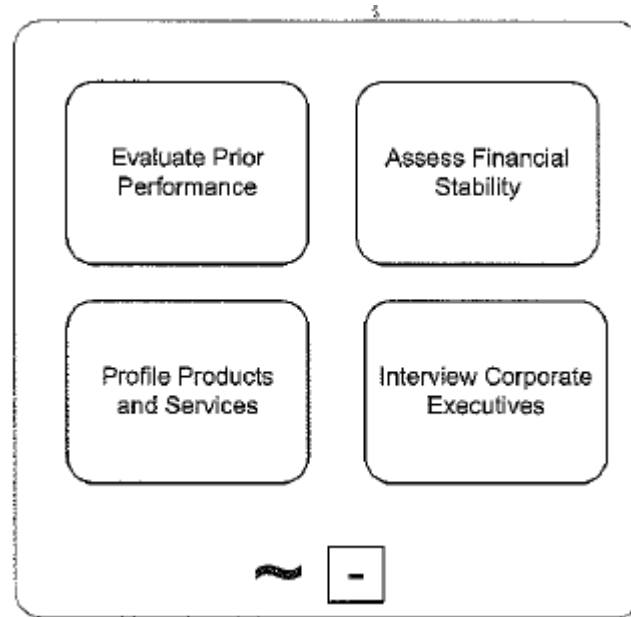 Evaluate Prior
Performance
Assess Financial
Stability
Profile Products
and Services
Interview Corporate
Executives
~ -